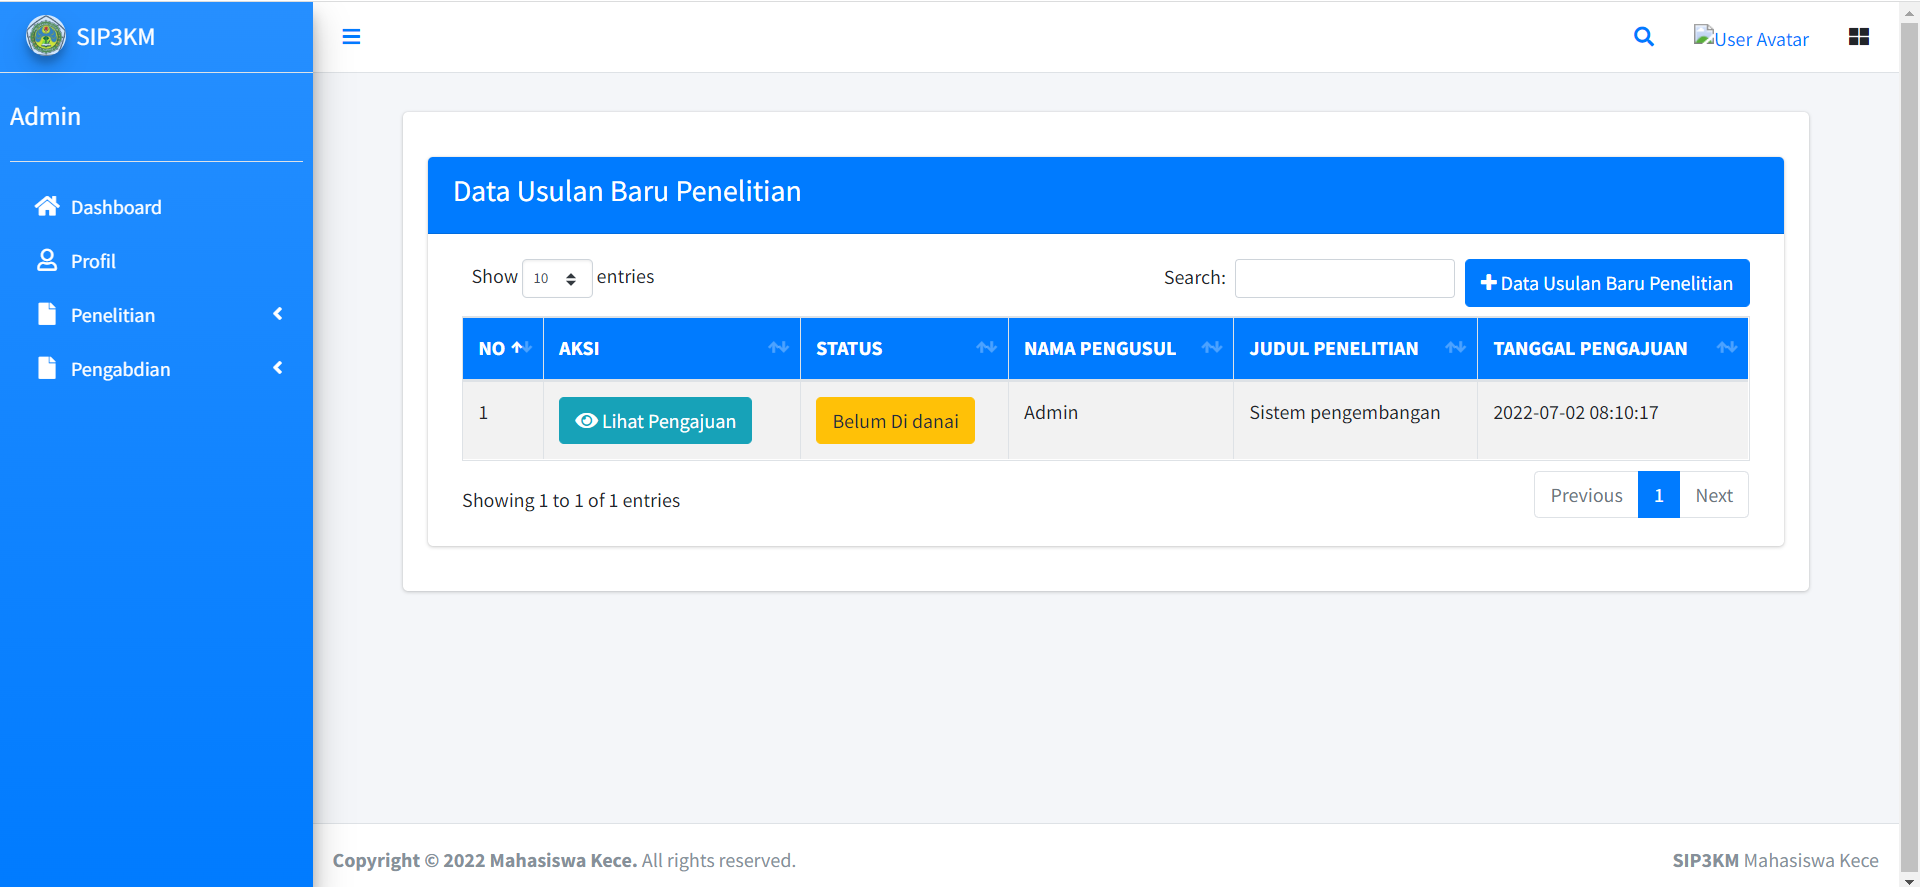 SIP3KM
User Avatar
Admin
Dashboard
Profil
Penelitian
Pengabdian
Data Usulan Baru Penelitian
Show 10 entries
Search:
Data Usulan Baru Penelitian
NO AKSI STATUS NAMA PENGUSUL JUDUL PENELITIAN TANGGAL PENGAJUAN
1 Lihat Pengajuan Belum Di danai Admin Sistem pengembangan 2022-07-02 08:10:17
Showing 1 to 1 of 1 entries
Previous 1 Next
Copyright © 2022 Mahasiswa Kece. All rights reserved.
SIP3KM Mahasiswa Kece